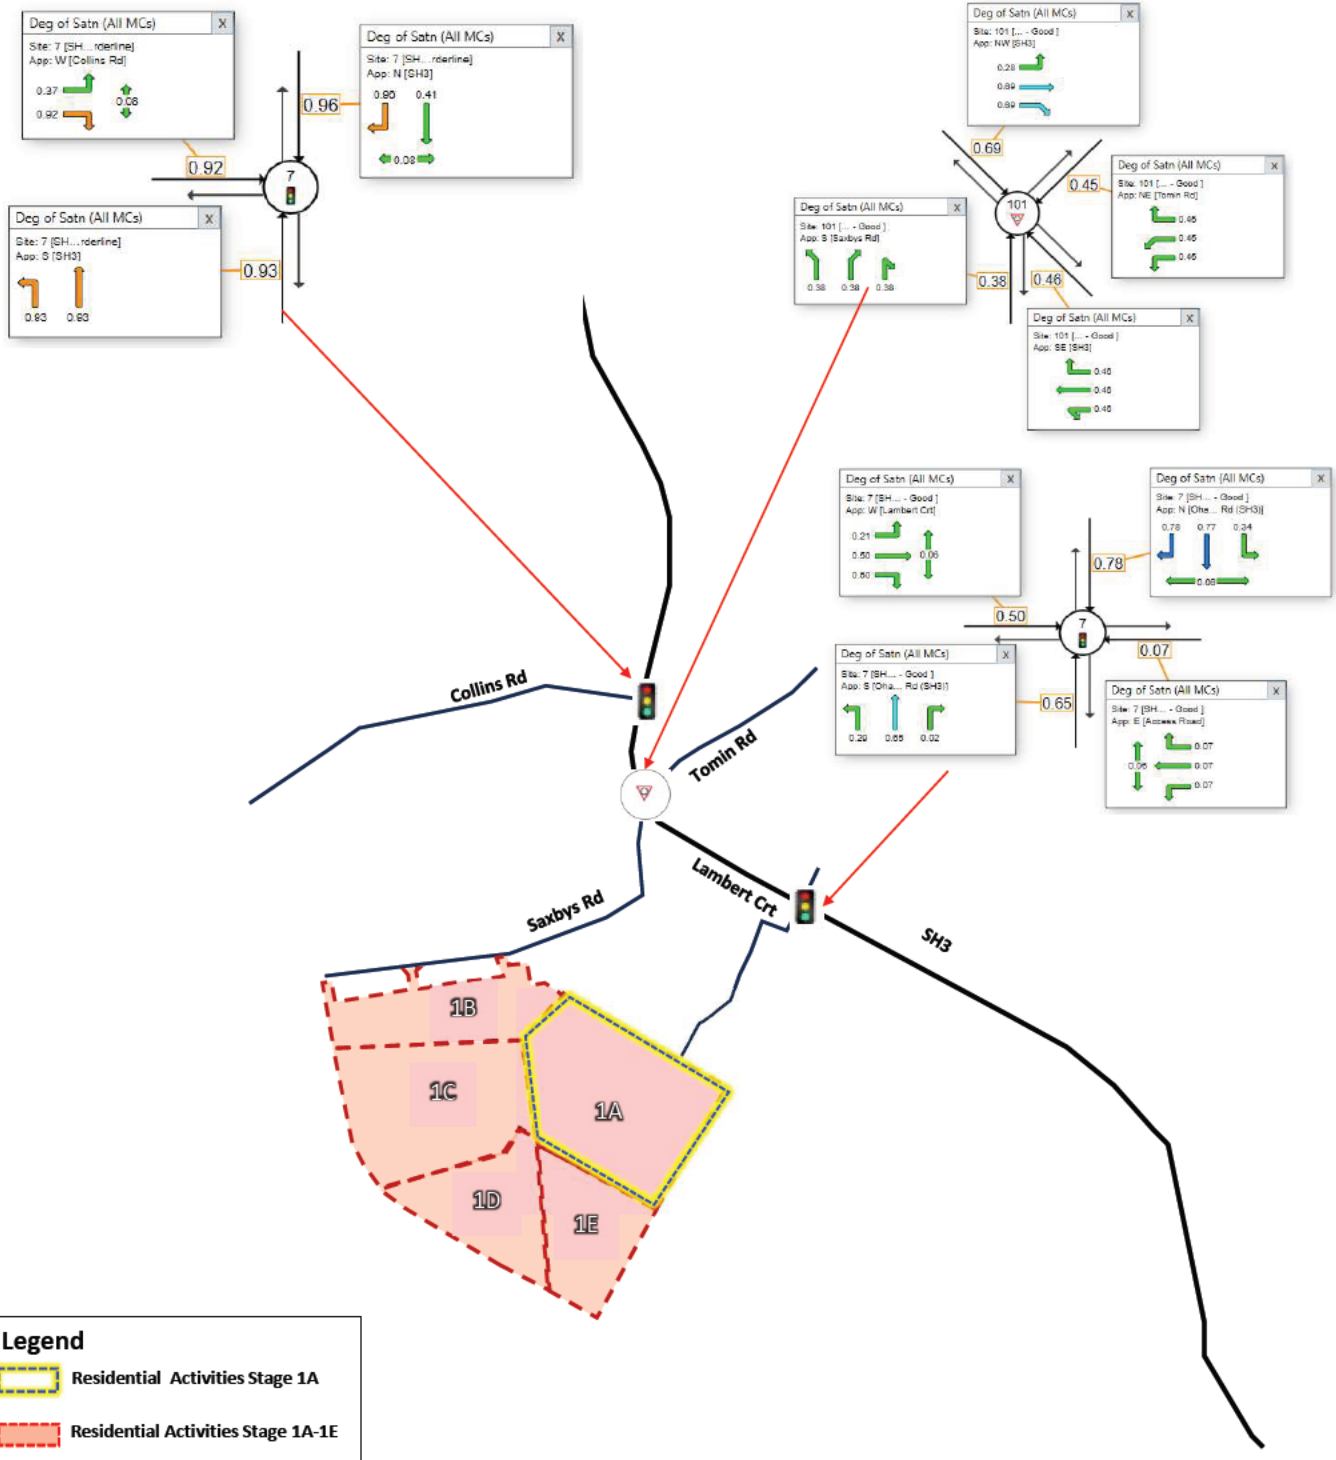 Deg of Satn (All MCs) X
Site: 7 [SH...rderline]
App: W [Collins Rd]
0.37
0.08
0.92
0.92
Deg of Satn (All MCs) X
Site: 7 [SH...rderline]
App: N [SH3]
0.41
0.08
0.96
7
Deg of Satn (All MCs) X
Site: 7 [SH...rderline]
App: S [SH3]
0.93 0.93
0.93
Deg of Satn (All MCs) X
Site: 101 [... - Good ]
App: NW [SH3]
0.28
0.69
0.69
0.69
Deg of Satn (All MCs) X
Site: 101 [... - Good ]
App: NE [Tomin Rd]
0.45
0.45
0.45
0.45
101
Deg of Satn (All MCs) X
Site: 101 [... - Good ]
App: S [Saxbys Rd]
0.38 0.38 0.38
0.38
0.46
Deg of Satn (All MCs) X
Site: 101 [... - Good ]
App: SE [SH3]
0.46
0.46
0.46
Deg of Satn (All MCs) X
Site: 7 [SH... - Good ]
App: W [Lambert Crt]
0.21
0.50 0.06
0.50
0.50
Deg of Satn (All MCs) X
Site: 7 [SH... - Good ]
App: N [Oha... Rd (SH3)]
0.78 0.77 0.34
0.08
0.78
7
0.07
Deg of Satn (All MCs) X
Site: 7 [SH... - Good ]
App: S [Oha... Rd (SH3)]
0.29 0.65 0.02
0.65
Deg of Satn (All MCs) X
Site: 7 [SH... - Good ]
App: E [Access Road]
0.07
0.06 0.07
0.07
Collins Rd
Tomin Rd
Lambert Crt
Saxbys Rd
SH3
1B
1C
1A
1D
1E
Legend
Residential Activities Stage 1A
Residential Activities Stage 1A-1E